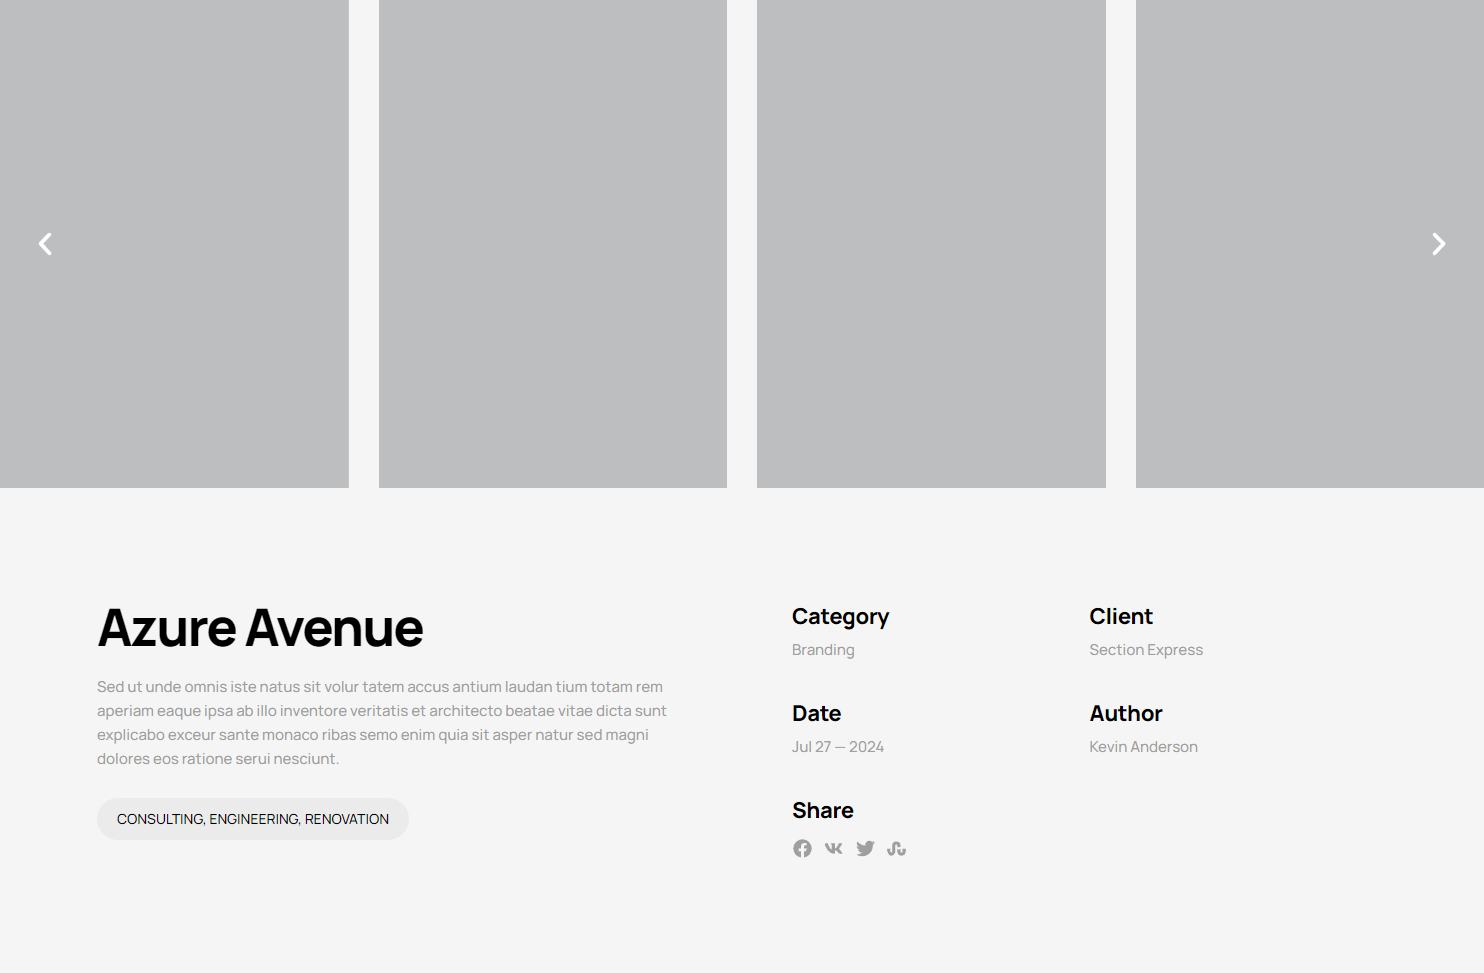 Azure Avenue
Sed ut unde omnis iste natus sit volur tatem accus antium laudan tium totam rem
aperiam eaque ipsa ab illo inventore veritatis et architecto beatae vitae dicta sunt
explicabo exceur sante monaco ribas semo enim quia sit asper natur sed magni
dolores eos ratione serui nesciunt.
CONSULTING, ENGINEERING, RENOVATION
Category
Branding
Client
Section Express
Date
Jul 27 — 2024
Author
Kevin Anderson
Share